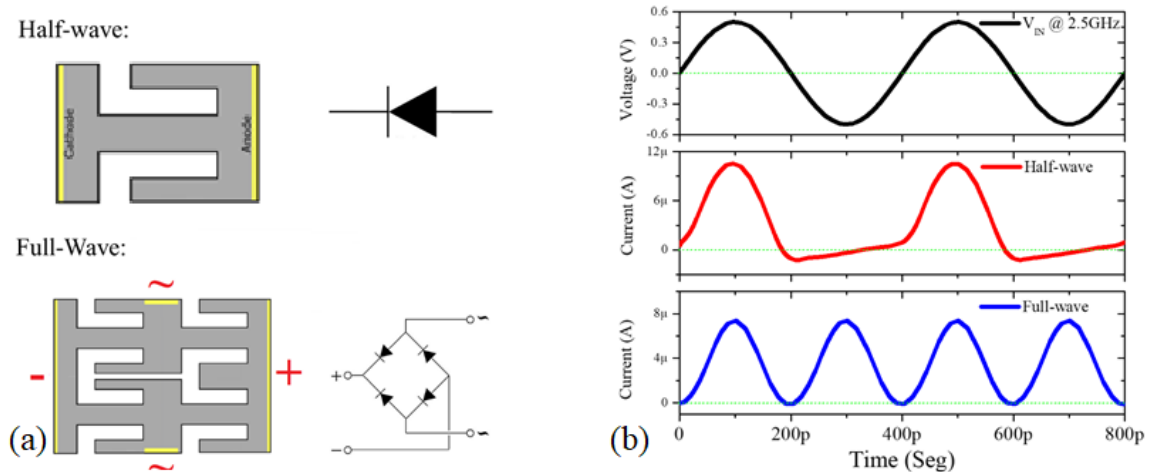 Half-wave:
Cathode
Anode
Full-Wave:
~
-
+
~
~
+
−
~
(a)
0.6
0.3
0.0
-0.3
-0.6
Voltage (V)
V_IN @ 2.5GHz
12µ
6µ
0
Current (A)
Half-wave
8µ
4µ
0
Current (A)
Full-wave
0
200p
400p
600p
800p
Time (Seg)
(b)